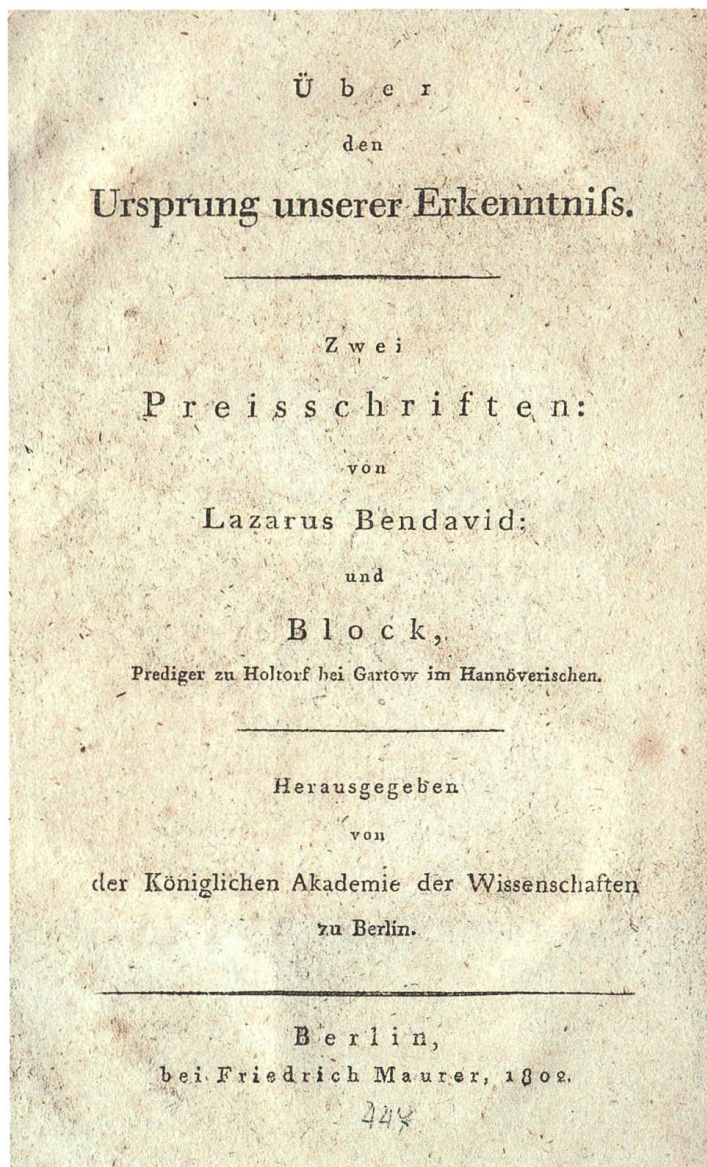 Über
den
Ursprung unserer Erkenntniſs.
Zwei
Preisschriften:
von
Lazarus Bendavid:
und
Block,
Prediger zu Holtorf bei Gartow im Hannöverischen.
Herausgegeben
von
der Königlichen Akademie der Wissenschaften
zu Berlin.
Berlin,
bei Friedrich Maurer, 1802.
447